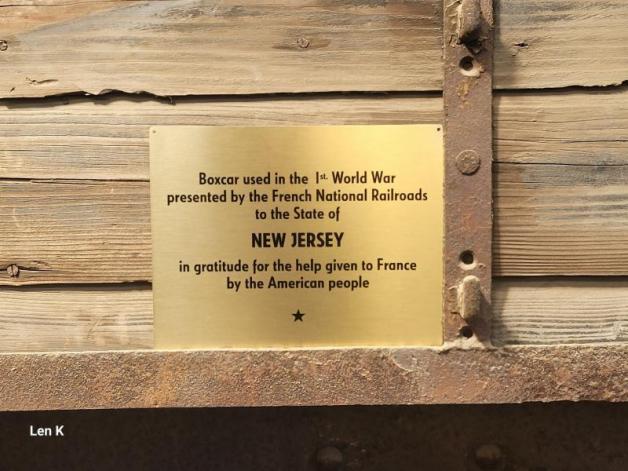 Boxcar used in the 1st. World War
presented by the French National Railroads
to the State of
NEW JERSEY
in gratitude for the help given to France
by the American people
Len K